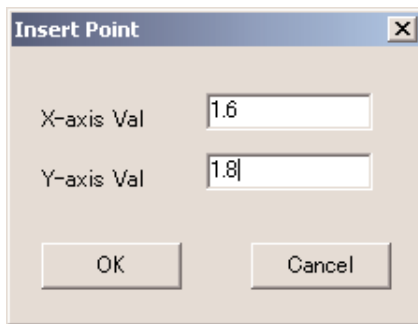 Insert Point
X-axis Val 1.6
Y-axis Val 1.8
OK Cancel